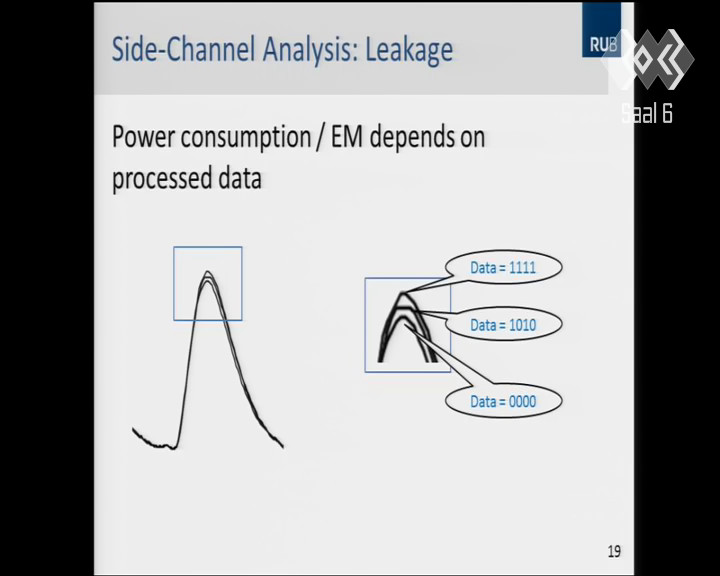 Side-Channel Analysis: Leakage
RUB
Saal 6
Power consumption / EM depends on
processed data
Data = 1111
Data = 1010
Data = 0000
19